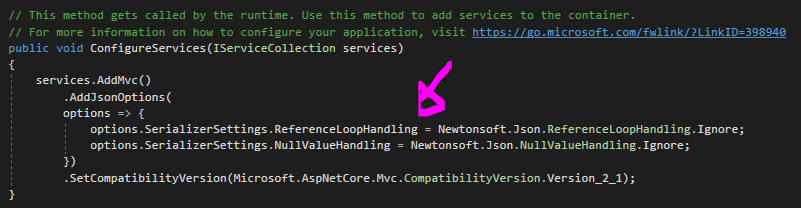 // This method gets called by the runtime. Use this method to add services to the container.
// For more information on how to configure your application, visit https://go.microsoft.com/fwlink/?LinkID=398940
public void ConfigureServices(IServiceCollection services)
{
    services.AddMvc()
        .AddJsonOptions(
        options => {
            options.SerializerSettings.ReferenceLoopHandling = Newtonsoft.Json.ReferenceLoopHandling.Ignore;
            options.SerializerSettings.NullValueHandling = Newtonsoft.Json.NullValueHandling.Ignore;
        })
        .SetCompatibilityVersion(Microsoft.AspNetCore.Mvc.CompatibilityVersion.Version_2_1);
}